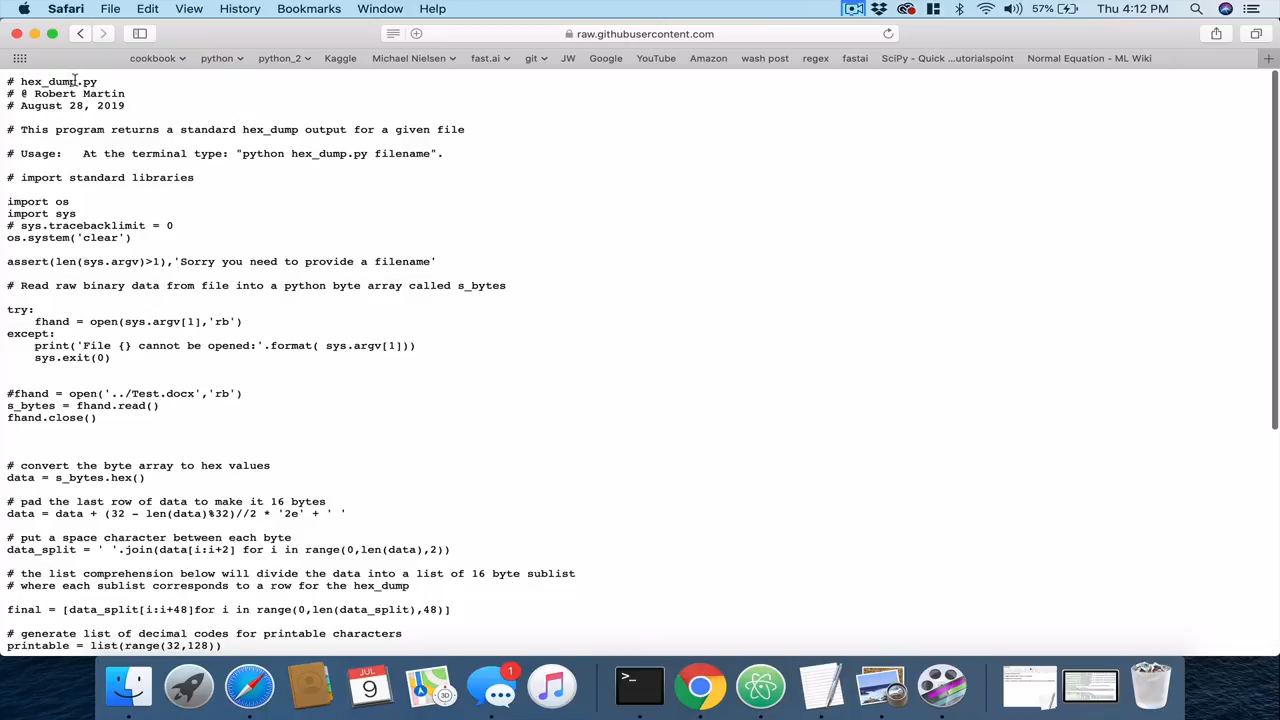 Safari File Edit View History Bookmarks Window Help 57% Thu 4:12 PM
raw.githubusercontent.com
cookbook python python_2 Kaggle Michael Nielsen fast.ai git JW Google YouTube Amazon wash post regex fastai SciPy - Quick ...utorialspoint Normal Equation - ML Wiki
# hex_dump.py
# @ Robert Martin
# August 28, 2019
# This program returns a standard hex_dump output for a given file
# Usage:   At the terminal type: "python hex_dump.py filename".
# import standard libraries
import os
import sys
# sys.tracebacklimit = 0
os.system('clear')
assert(len(sys.argv)>1),'Sorry you need to provide a filename'
# Read raw binary data from file into a python byte array called s_bytes
try:
    fhand = open(sys.argv[1],'rb')
except:
    print('File {} cannot be opened:'.format( sys.argv[1]))
    sys.exit(0)
#fhand = open('../Test.docx','rb')
s_bytes = fhand.read()
fhand.close()
# convert the byte array to hex values
data = s_bytes.hex()
# pad the last row of data to make it 16 bytes
data = data + (32 - len(data)%32)//2 * '2e' + ' '
# put a space character between each byte
data_split = ' '.join(data[i:i+2] for i in range(0,len(data),2))
# the list comprehension below will divide the data into a list of 16 byte sublist
# where each sublist corresponds to a row for the hex_dump
final = [data_split[i:i+48]for i in range(0,len(data_split),48)]
# generate list of decimal codes for printable characters
printable = list(range(32,128))
JUL
9
3D
1
>_